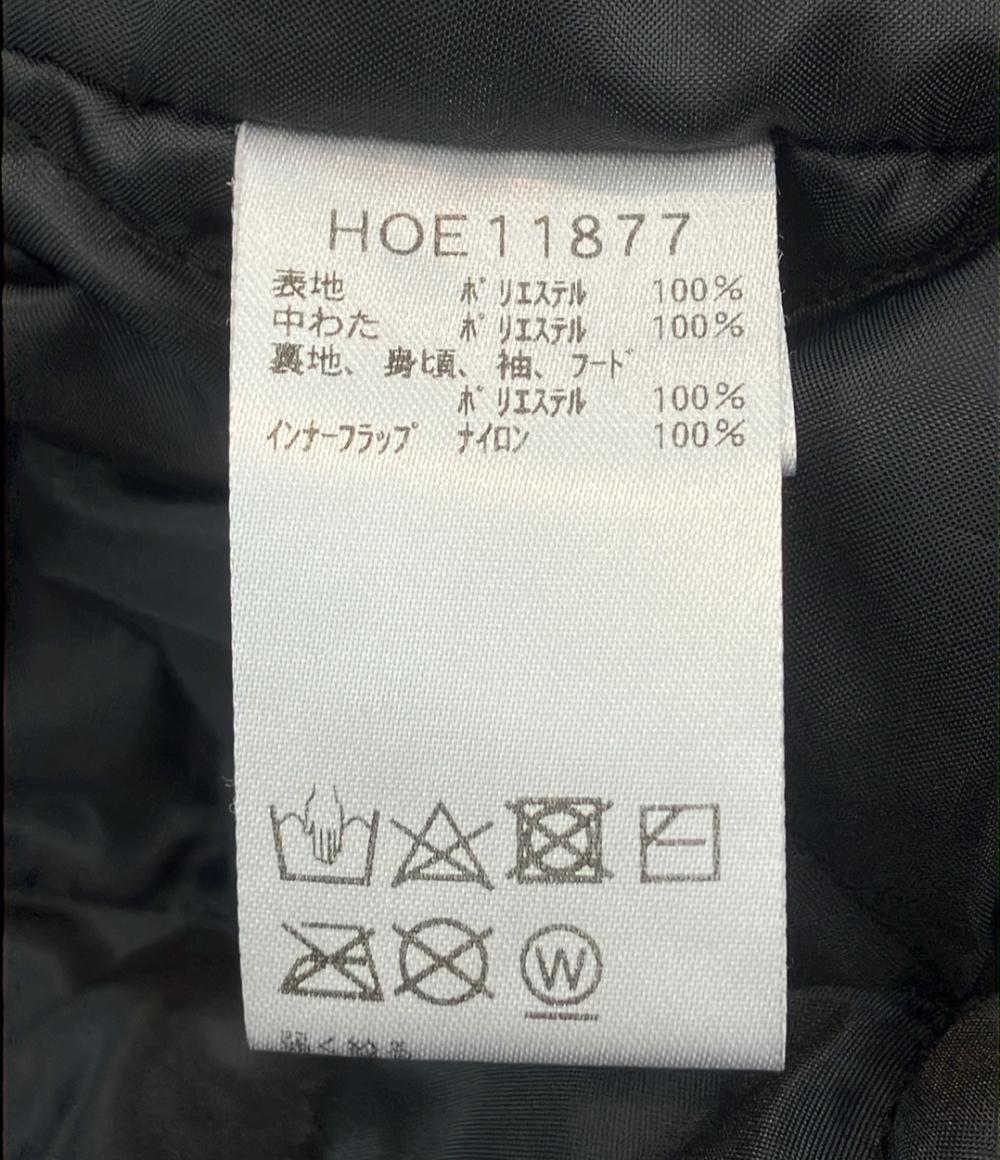 HOE11877
表地 ポリエステル 100%
中わた ポリエステル 100%
裏地、身頃、袖、フード
ポリエステル 100%
インナーフラップ ナイロン 100%
W